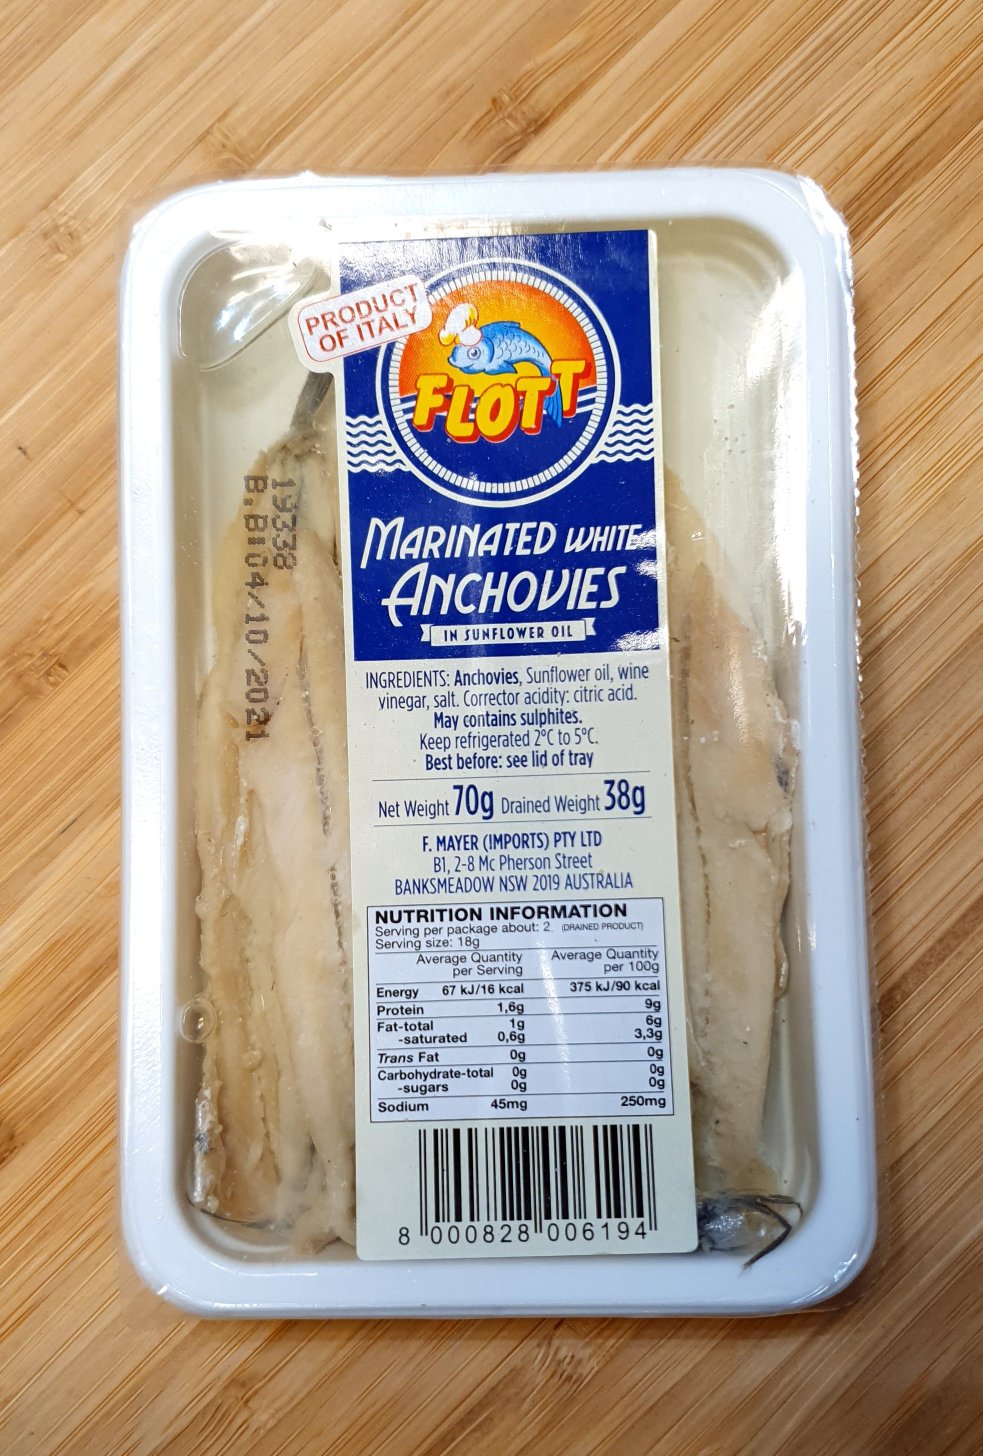 PRODUCT
OF ITALY
FLOTT
MARINATED WHITE
ANCHOVIES
IN SUNFLOWER OIL
19338
B.B:04/10/2021
INGREDIENTS: Anchovies, Sunflower oil, wine
vinegar, salt. Corrector acidity: citric acid.
May contains sulphites.
Keep refrigerated 2°C to 5°C.
Best before: see lid of tray
Net Weight 70g Drained Weight 38g
F. MAYER (IMPORTS) PTY LTD
B1, 2-8 Mc Pherson Street
BANKSMEADOW NSW 2019 AUSTRALIA
NUTRITION INFORMATION
Serving per package about: 2 (DRAINED PRODUCT)
Serving size: 18g
Average Quantity per Serving Average Quantity per 100g
Energy 67 kJ/16 kcal 375 kJ/90 kcal
Protein 1,6g 9g
Fat-total 1g 6g
-saturated 0,6g 3,3g
Trans Fat 0g 0g
Carbohydrate-total 0g 0g
-sugars 0g 0g
Sodium 45mg 250mg
8 000828 006194